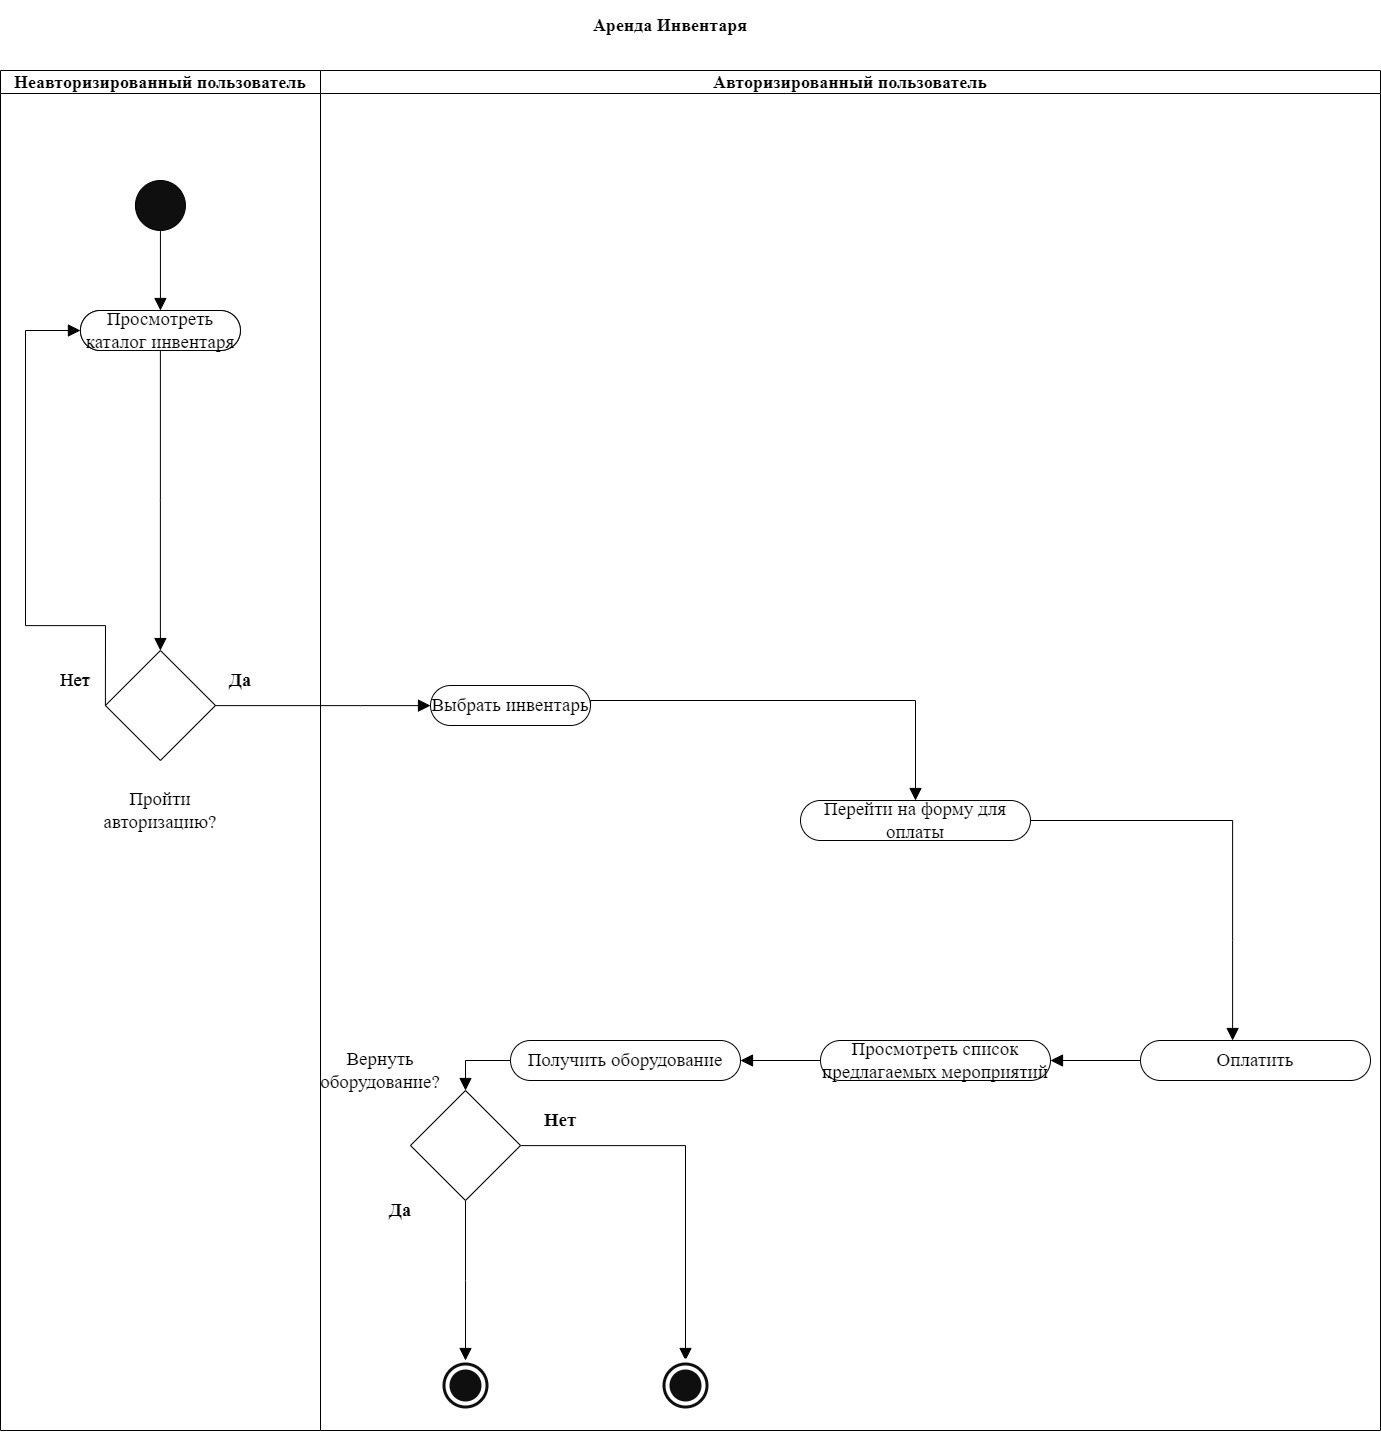 Аренда Инвентаря
Неавторизированный пользователь
Авторизированный пользователь
Просмотреть
каталог инвентаря
Нет
Да
Выбрать инвентарь
Пройти
авторизацию?
Перейти на форму для
оплаты
Вернуть
оборудование?
Получить оборудование
Просмотреть список
предлагаемых мероприятий
Оплатить
Нет
Да